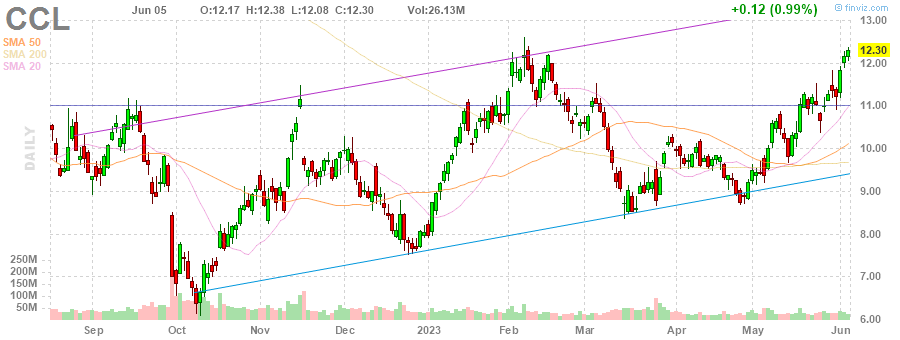 CCL
Jun 05 O:12.17 H:12.38 L:12.08 C:12.30 Vol:26.13M +0.12 (0.99%)
© finviz.com
SMA 50
SMA 200
SMA 20
DAILY
13.00
12.30
12.00
11.00
10.00
9.00
8.00
7.00
6.00
250M
200M
150M
100M
50M
Sep Oct Nov Dec 2023 Feb Mar Apr May Jun